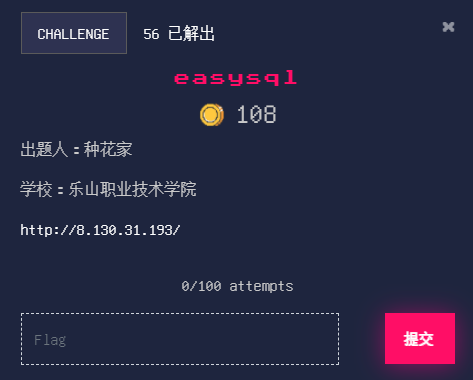 CHALLENGE 56 已解出 ×
easysql
108
出题人：种花家
学校：乐山职业技术学院
http://8.130.31.193/
0/100 attempts
Flag 提交